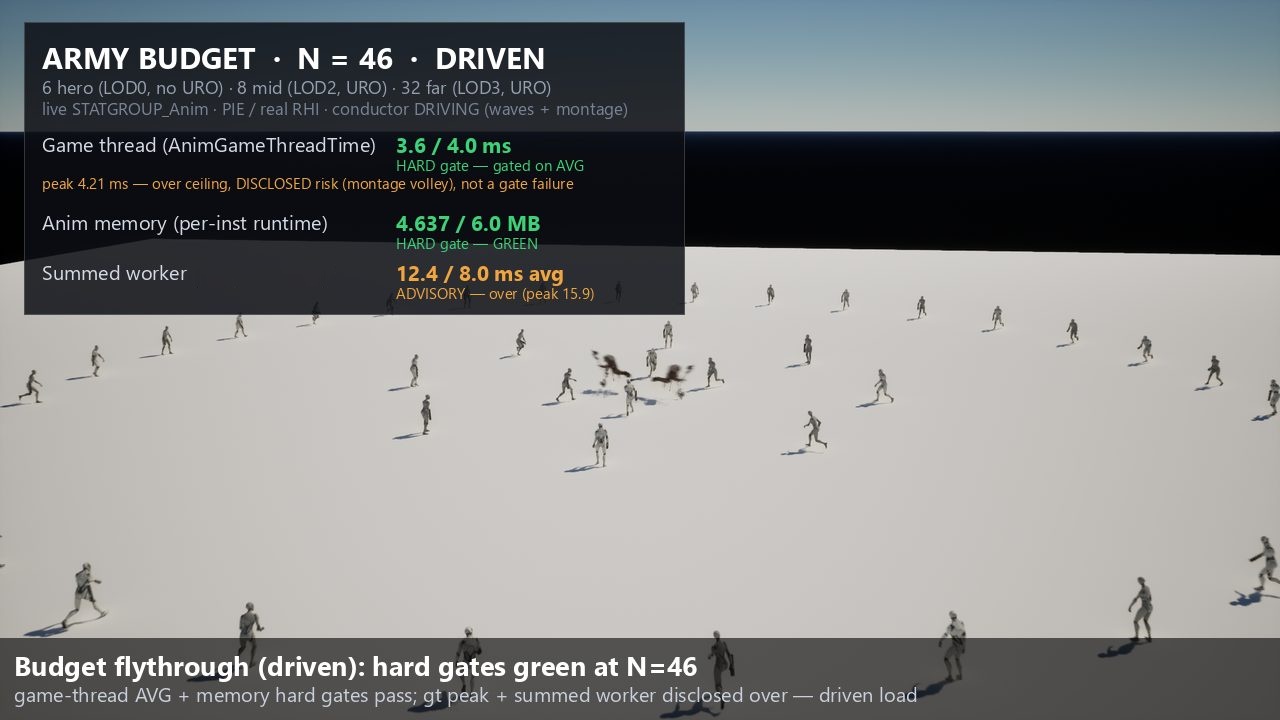 ARMY BUDGET · N = 46 · DRIVEN
6 hero (LOD0, no URO) · 8 mid (LOD2, URO) · 32 far (LOD3, URO)
live STATGROUP_Anim · PIE / real RHI · conductor DRIVING (waves + montage)
Game thread (AnimGameThreadTime) 3.6 / 4.0 ms
HARD gate — gated on AVG
peak 4.21 ms — over ceiling, DISCLOSED risk (montage volley), not a gate failure
Anim memory (per-inst runtime) 4.637 / 6.0 MB
HARD gate — GREEN
Summed worker 12.4 / 8.0 ms avg
ADVISORY — over (peak 15.9)
Budget flythrough (driven): hard gates green at N=46
game-thread AVG + memory hard gates pass; gt peak + summed worker disclosed over — driven load